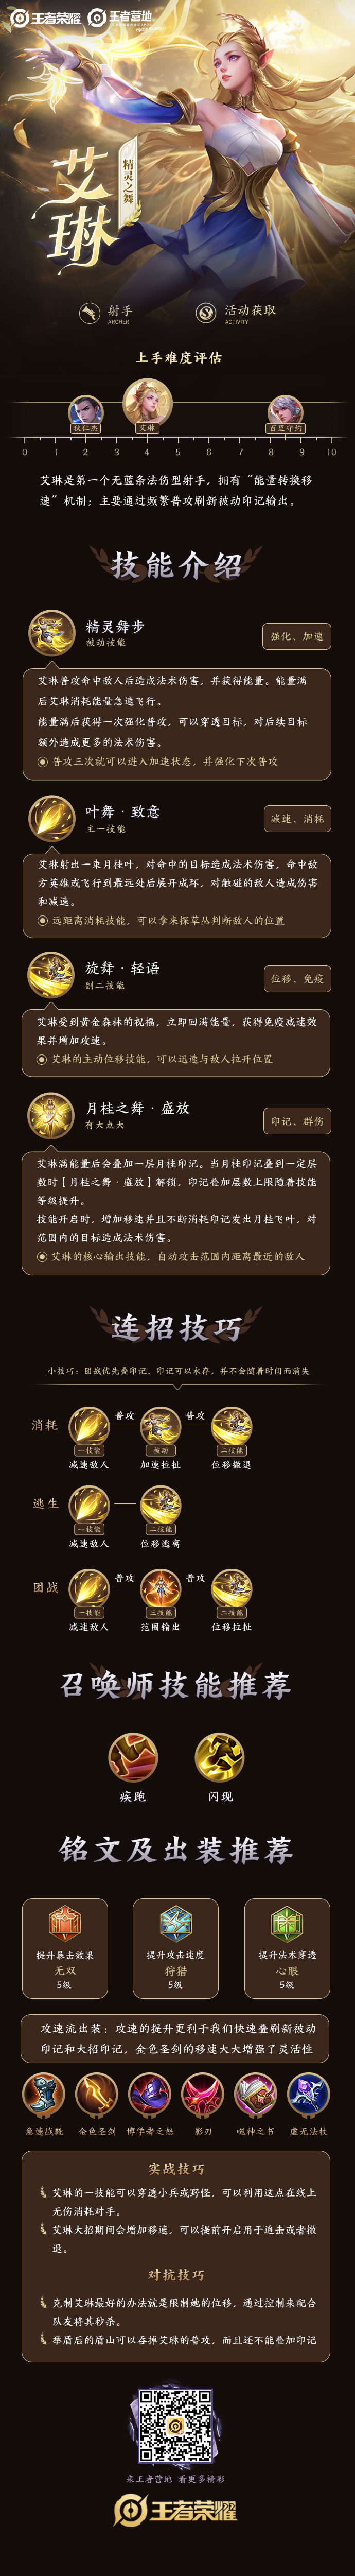 王者荣耀 王者营地
精灵之舞
艾琳
射手
ARCHER
活动获取
ACTIVITY
上手难度评估
狄仁杰 艾琳 百里守约
0 1 2 3 4 5 6 7 8 9 10
艾琳是第一个无蓝条法伤型射手，拥有“能量转换移
速”机制；主要通过频繁普攻刷新被动印记输出。
技能介绍
精灵舞步
被动技能
强化、加速
艾琳普攻命中敌人后造成法术伤害，并获得能量。能量满
后艾琳消耗能量急速飞行。
能量满后获得一次强化普攻，可以穿透目标，对后续目标
额外造成更多的法术伤害。
普攻三次就可以进入加速状态，并强化下次普攻
叶舞·致意
主一技能
减速、消耗
艾琳射出一束月桂叶，对命中的目标造成法术伤害，命中敌
方英雄或飞行到最远处后展开成环，对触碰的敌人造成伤害
和减速。
远距离消耗技能，可以拿来探草丛判断敌人的位置
旋舞·轻语
副二技能
位移、免疫
艾琳受到黄金森林的祝福，立即回满能量，获得免疫减速效
果并增加攻速。
艾琳的主动位移技能，可以迅速与敌人拉开位置
月桂之舞·盛放
有大点大
印记、群伤
艾琳满能量后会叠加一层月桂印记。当月桂印记叠到一定层
数时【月桂之舞·盛放】解锁，印记叠加层数上限随着技能
等级提升。
技能开启时，增加移速并且不断消耗印记发出月桂飞叶，对
范围内的目标造成法术伤害。
艾琳的核心输出技能，自动攻击范围内距离最近的敌人
连招技巧
小技巧：团战优先叠印记，印记可以永存，并不会随着时间而消失
消耗 普攻 普攻
一技能 被动 二技能
减速敌人 加速拉扯 位移撤退
逃生
一技能 二技能
减速敌人 位移逃离
团战 普攻 普攻
一技能 三技能 二技能
减速敌人 范围输出 位移拉扯
召唤师技能推荐
疾跑 闪现
铭文及出装推荐
提升暴击效果 提升攻击速度 提升法术穿透
无双 狩猎 心眼
5级 5级 5级
攻速流出装：攻速的提升更利于我们快速叠刷新被动
印记和大招印记，金色圣剑的移速大大增强了灵活性
急速战靴 金色圣剑 博学者之怒 影刃 噬神之书 虚无法杖
实战技巧
艾琳的一技能可以穿透小兵或野怪，可以利用这点在线上
无伤消耗对手。
艾琳大招期间会增加移速，可以提前开启用于追击或者撤
退。
对抗技巧
克制艾琳最好的办法就是限制她的位移，通过控制来配合
队友将其秒杀。
举盾后的盾山可以吞掉艾琳的普攻，而且还不能叠加印记
来王者营地 看更多精彩
王者荣耀